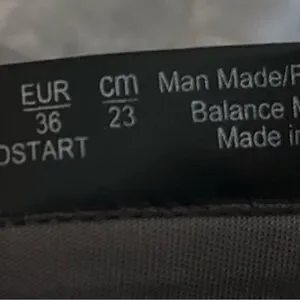 EUR cm Man Made/
36 23 Balance
DSTART Made in